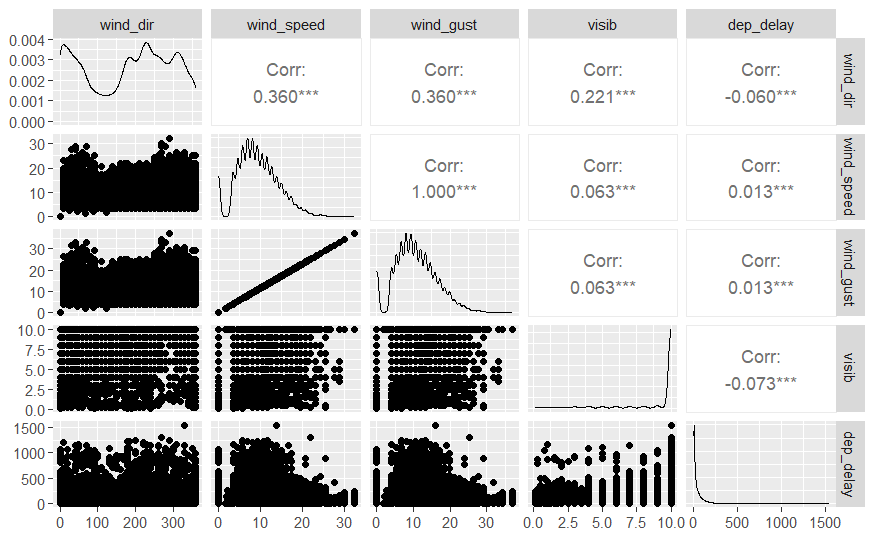 wind_dir wind_speed wind_gust visib dep_delay
0.004
0.003
0.002
0.001
0.000
Corr:
0.360***
Corr:
0.360***
Corr:
0.221***
Corr:
-0.060***
wind_dir
30
20
10
0
Corr:
1.000***
Corr:
0.063***
Corr:
0.013***
wind_speed
30
20
10
0
Corr:
0.063***
Corr:
0.013***
wind_gust
10.0
7.5
5.0
2.5
0.0
Corr:
-0.073***
visib
1500
1000
500
0
dep_delay
0 100 200 300
0 10 20 30
0 10 20 30
0.0 2.5 5.0 7.5 10.0
0 500 1000 1500